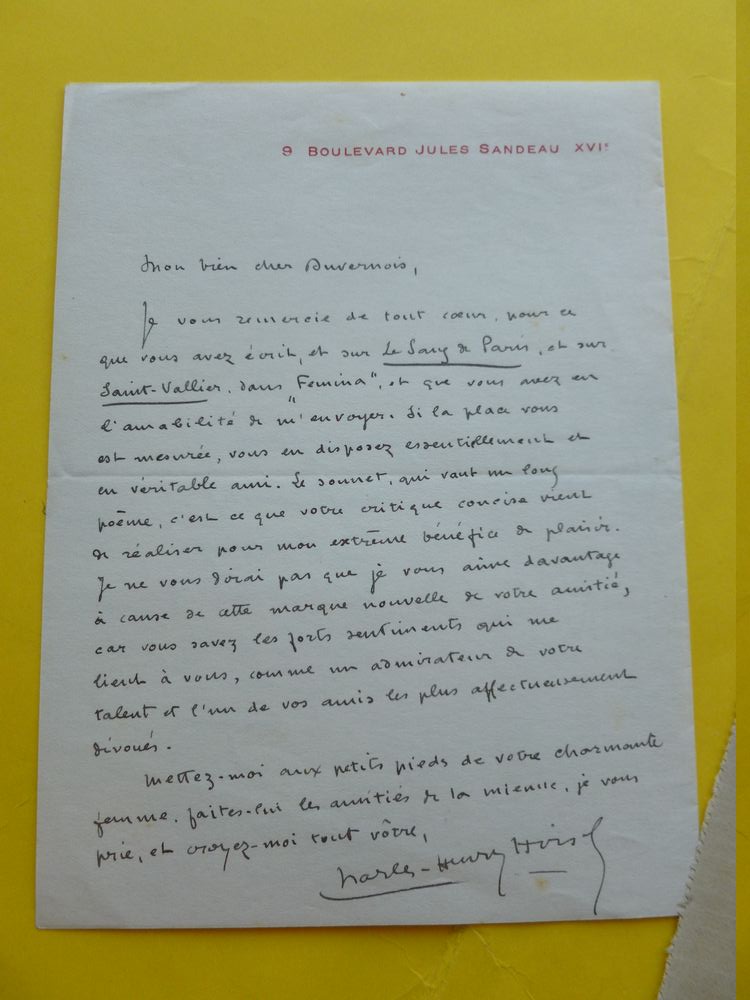 9 BOULEVARD JULES SANDEAU XVIe
Mon bien cher Duvernois,
Je vous remercie de tout cœur, pour ce
que vous avez écrit, et sur Le Sang de Paris, et sur
Saint-Vallier, dans "Femina", et que vous avez eu
l'amabilité de m'envoyer. Si la place vous
est mesurée, vous en disposez essentiellement et
en véritable ami. Le sonnet, qui vaut un long
poème, c'est ce que votre critique concise vient
de réaliser pour mon extrême bénéfice de plaisir.
Je ne vous dirai pas que je vous aime davantage
à cause de cette marque nouvelle de votre amitié,
car vous savez les forts sentiments qui me
lient à vous, comme un admirateur de votre
talent et l'un de vos amis les plus affectueusement
dévoués.
Mettez-moi aux petits pieds de votre charmante
femme, faites-lui les amitiés de la mienne, je vous
prie, et croyez-moi tout vôtre,
Charles-Henry Hirsch